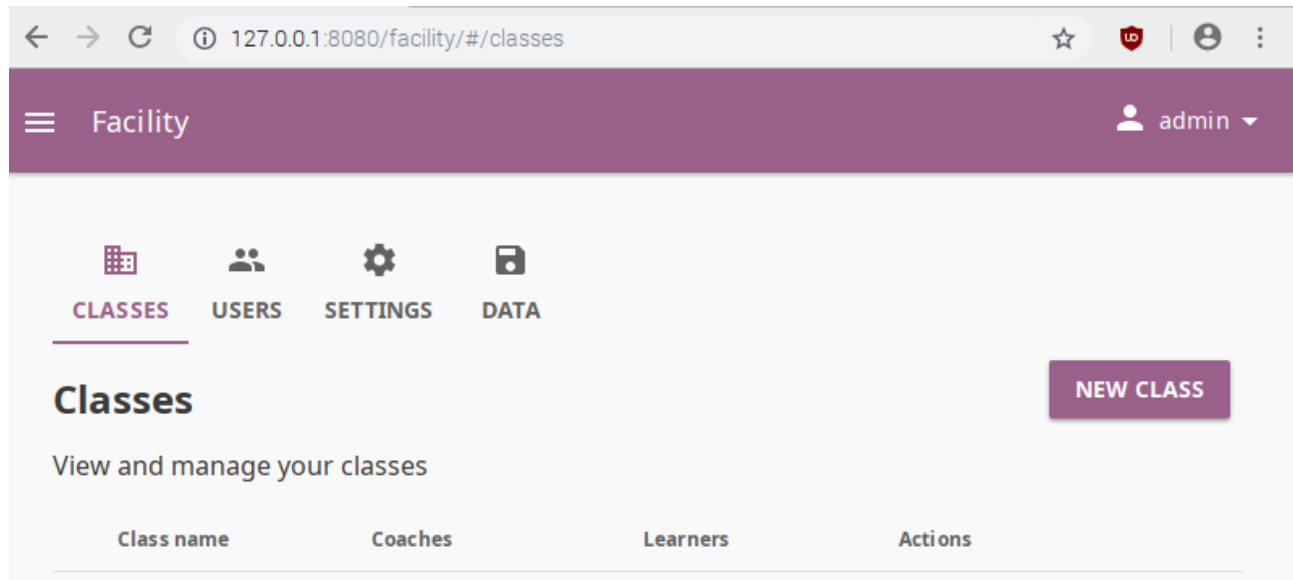 127.0.0.1:8080/facility/#/classes
Facility
admin
CLASSES USERS SETTINGS DATA
Classes
NEW CLASS
View and manage your classes
Class name Coaches Learners Actions